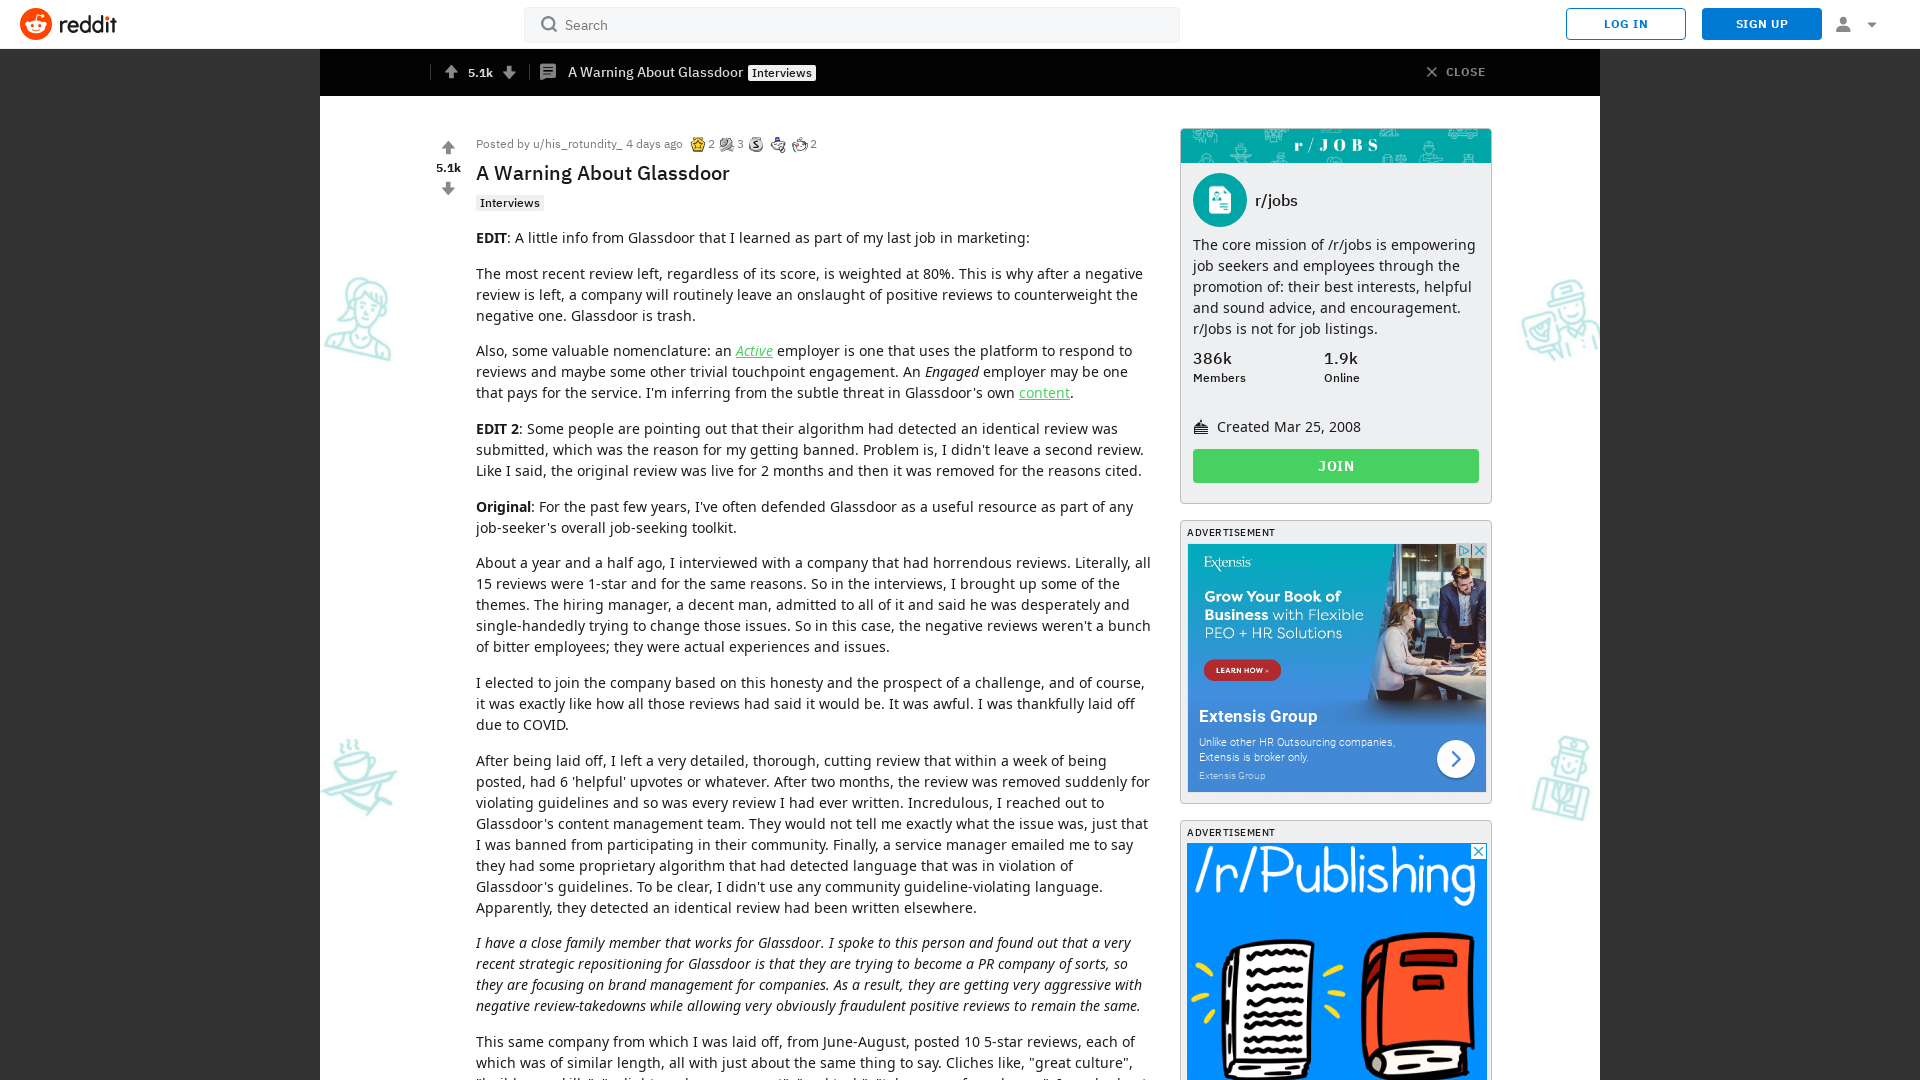 reddit
Search
LOG IN
SIGN UP
5.1k
A Warning About Glassdoor Interviews
CLOSE
5.1k
Posted by u/his_rotundity_ 4 days ago 2 3 2
A Warning About Glassdoor
Interviews
EDIT: A little info from Glassdoor that I learned as part of my last job in marketing:
The most recent review left, regardless of its score, is weighted at 80%. This is why after a negative
review is left, a company will routinely leave an onslaught of positive reviews to counterweight the
negative one. Glassdoor is trash.
Also, some valuable nomenclature: an Active employer is one that uses the platform to respond to
reviews and maybe some other trivial touchpoint engagement. An Engaged employer may be one
that pays for the service. I'm inferring from the subtle threat in Glassdoor's own content.
EDIT 2: Some people are pointing out that their algorithm had detected an identical review was
submitted, which was the reason for my getting banned. Problem is, I didn't leave a second review.
Like I said, the original review was live for 2 months and then it was removed for the reasons cited.
Original: For the past few years, I've often defended Glassdoor as a useful resource as part of any
job-seeker's overall job-seeking toolkit.
About a year and a half ago, I interviewed with a company that had horrendous reviews. Literally, all
15 reviews were 1-star and for the same reasons. So in the interviews, I brought up some of the
themes. The hiring manager, a decent man, admitted to all of it and said he was desperately and
single-handedly trying to change those issues. So in this case, the negative reviews weren't a bunch
of bitter employees; they were actual experiences and issues.
I elected to join the company based on this honesty and the prospect of a challenge, and of course,
it was exactly like how all those reviews had said it would be. It was awful. I was thankfully laid off
due to COVID.
After being laid off, I left a very detailed, thorough, cutting review that within a week of being
posted, had 6 'helpful' upvotes or whatever. After two months, the review was removed suddenly for
violating guidelines and so was every review I had ever written. Incredulous, I reached out to
Glassdoor's content management team. They would not tell me exactly what the issue was, just that
I was banned from participating in their community. Finally, a service manager emailed me to say
they had some proprietary algorithm that had detected language that was in violation of
Glassdoor's guidelines. To be clear, I didn't use any community guideline-violating language.
Apparently, they detected an identical review had been written elsewhere.
I have a close family member that works for Glassdoor. I spoke to this person and found out that a very
recent strategic repositioning for Glassdoor is that they are trying to become a PR company of sorts, so
they are focusing on brand management for companies. As a result, they are getting very aggressive with
negative review-takedowns while allowing very obviously fraudulent positive reviews to remain the same.
This same company from which I was laid off, from June-August, posted 10 5-star reviews, each of
which was of similar length, all with just about the same thing to say. Cliches like, "great culture",
r/JOBS
r/jobs
The core mission of /r/jobs is empowering
job seekers and employees through the
promotion of: their best interests, helpful
and sound advice, and encouragement.
r/Jobs is not for job listings.
386k
Members
1.9k
Online
Created Mar 25, 2008
JOIN
ADVERTISEMENT
Extensis
Grow Your Book of
Business with Flexible
PEO + HR Solutions
LEARN HOW »
Extensis Group
Unlike other HR Outsourcing companies,
Extensis is broker only.
Extensis Group
ADVERTISEMENT
/r/Publishing